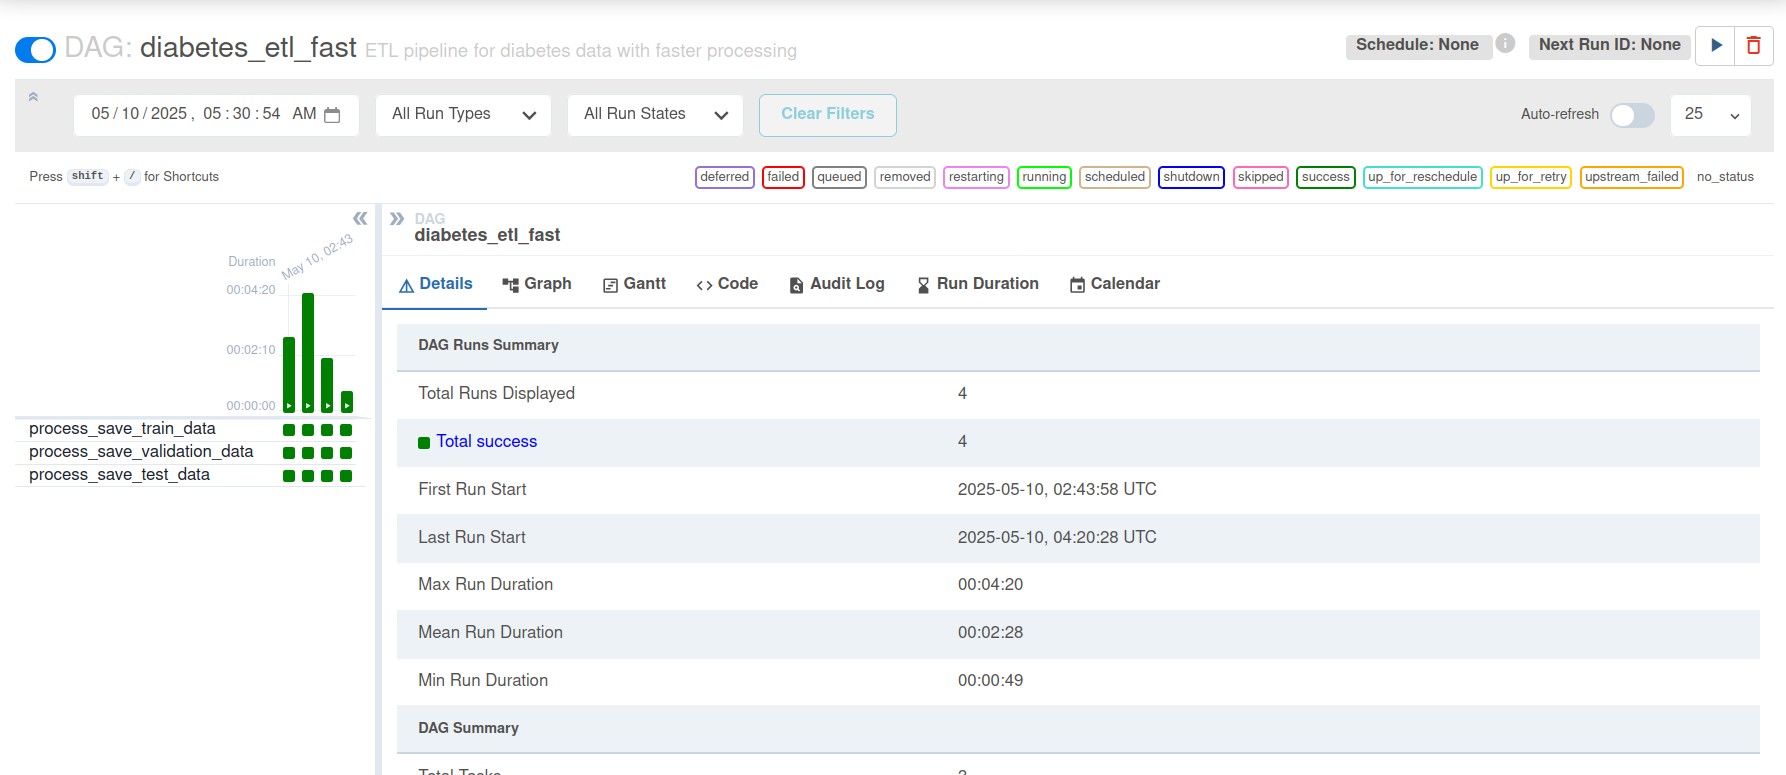 DAG: diabetes_etl_fast ETL pipeline for diabetes data with faster processing
Schedule: None
Next Run ID: None
05 / 10 / 2025 , 05 : 30 : 54 AM
All Run Types
All Run States
Clear Filters
Auto-refresh
25
Press shift + / for Shortcuts
deferred failed queued removed restarting running scheduled shutdown skipped success up_for_reschedule up_for_retry upstream_failed no_status
May 10, 02:43
Duration
00:04:20
00:02:10
00:00:00
process_save_train_data
process_save_validation_data
process_save_test_data
DAG
diabetes_etl_fast
Details Graph Gantt Code Audit Log Run Duration Calendar
DAG Runs Summary
Total Runs Displayed 4
Total success 4
First Run Start 2025-05-10, 02:43:58 UTC
Last Run Start 2025-05-10, 04:20:28 UTC
Max Run Duration 00:04:20
Mean Run Duration 00:02:28
Min Run Duration 00:00:49
DAG Summary
Total Tasks